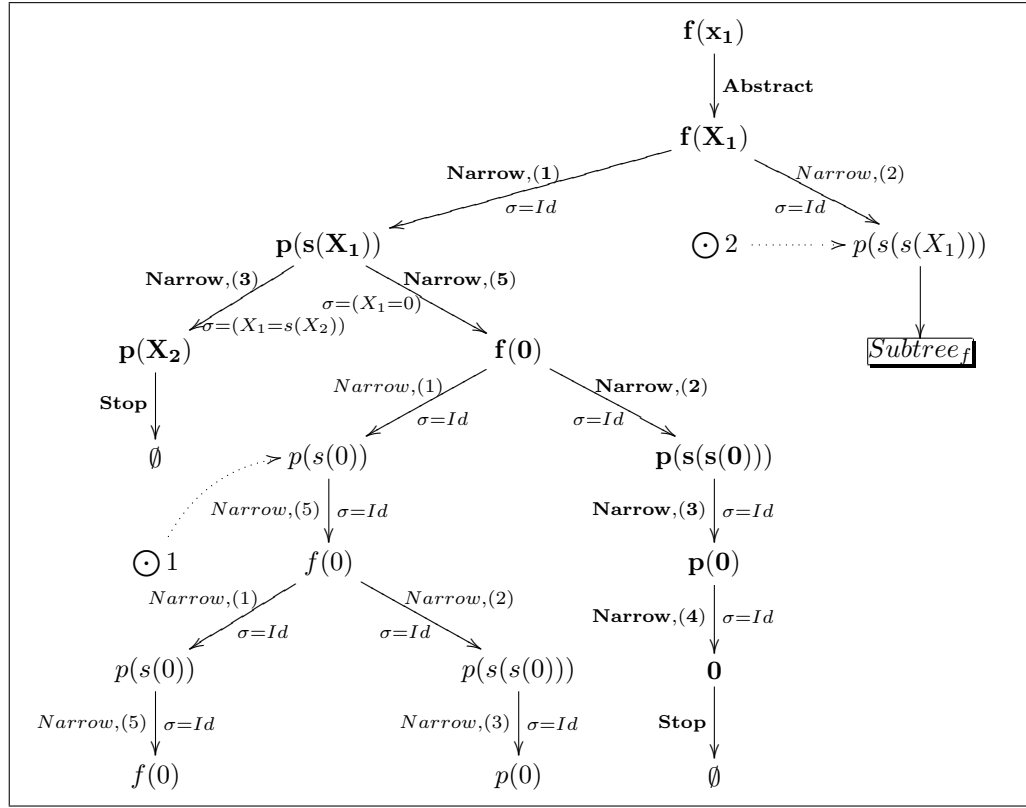 f(x₁)
Abstract
f(X₁)
Narrow,(1)
σ=Id
Narrow,(2)
σ=Id
p(s(X₁))
⊙ 2
p(s(s(X₁)))
Narrow,(3)
σ=(X₁=s(X₂))
Narrow,(5)
σ=(X₁=0)
p(X₂)
f(0)
Subtree_f
Stop
Narrow,(1)
σ=Id
Narrow,(2)
σ=Id
∅
p(s(0))
p(s(s(0)))
Narrow,(5) σ=Id
Narrow,(3) σ=Id
⊙ 1
f(0)
p(0)
Narrow,(1)
σ=Id
Narrow,(2)
σ=Id
Narrow,(4) σ=Id
p(s(0))
p(s(s(0)))
0
Narrow,(5) σ=Id
Narrow,(3) σ=Id
Stop
f(0)
p(0)
∅